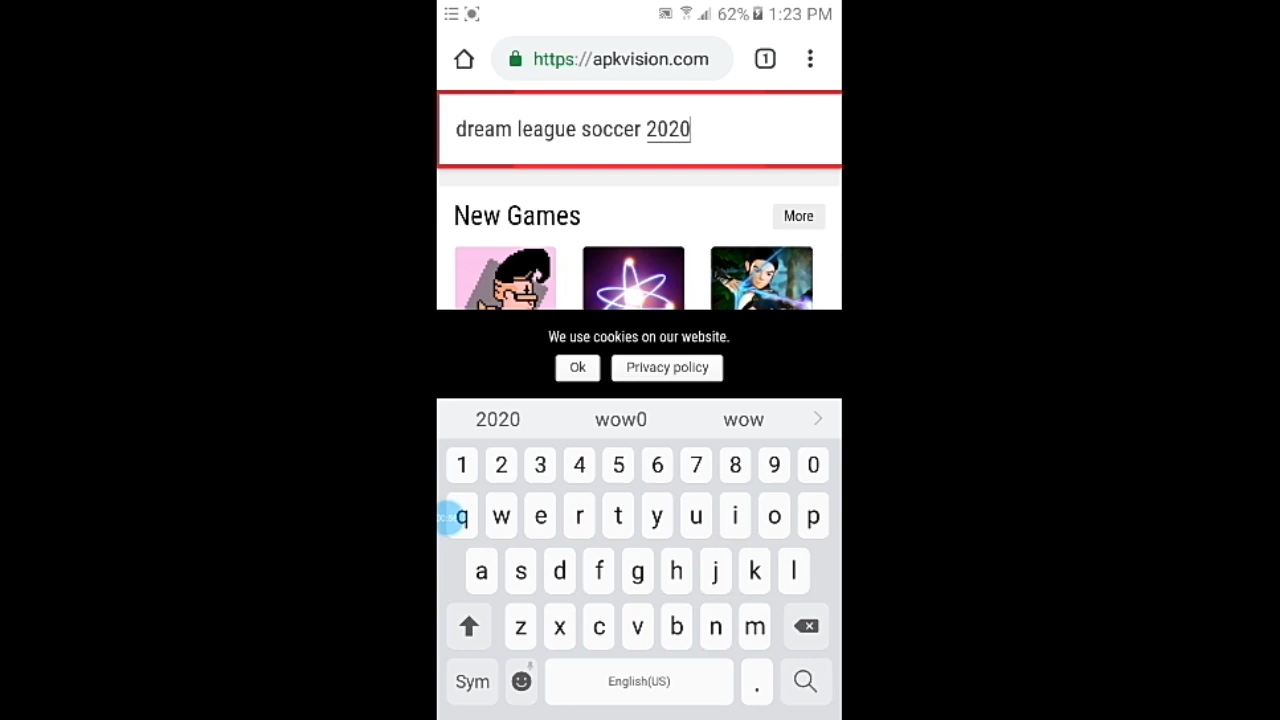 62% 1:23 PM
https://apkvision.com 1
dream league soccer 2020
New Games More
We use cookies on our website.
Ok Privacy policy
2020 wow0 wow
1 2 3 4 5 6 7 8 9 0
q w e r t y u i o p
a s d f g h j k l
z x c v b n m
Sym English(US) .